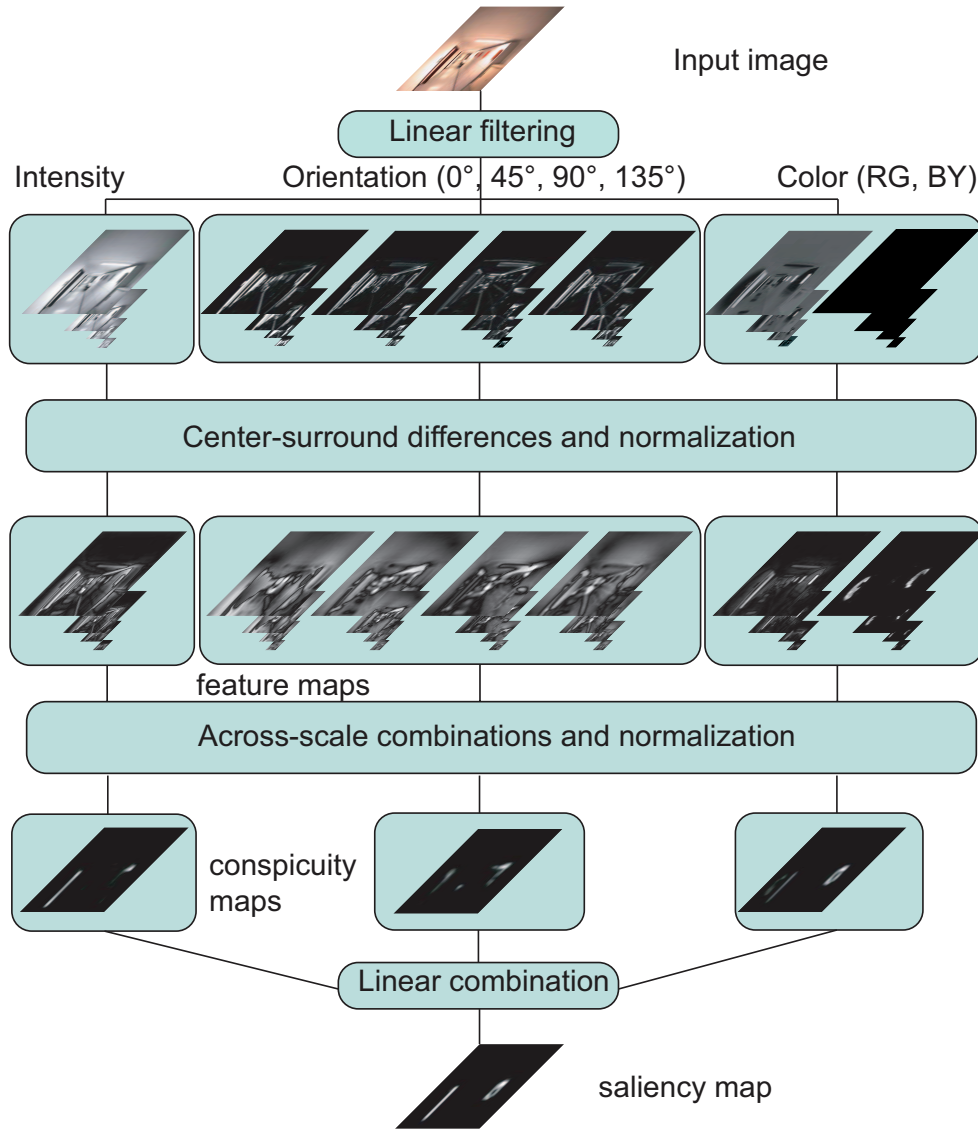 Input image
Linear filtering
Intensity
Orientation (0°, 45°, 90°, 135°)
Color (RG, BY)
Center-surround differences and normalization
feature maps
Across-scale combinations and normalization
conspicuity
maps
Linear combination
saliency map